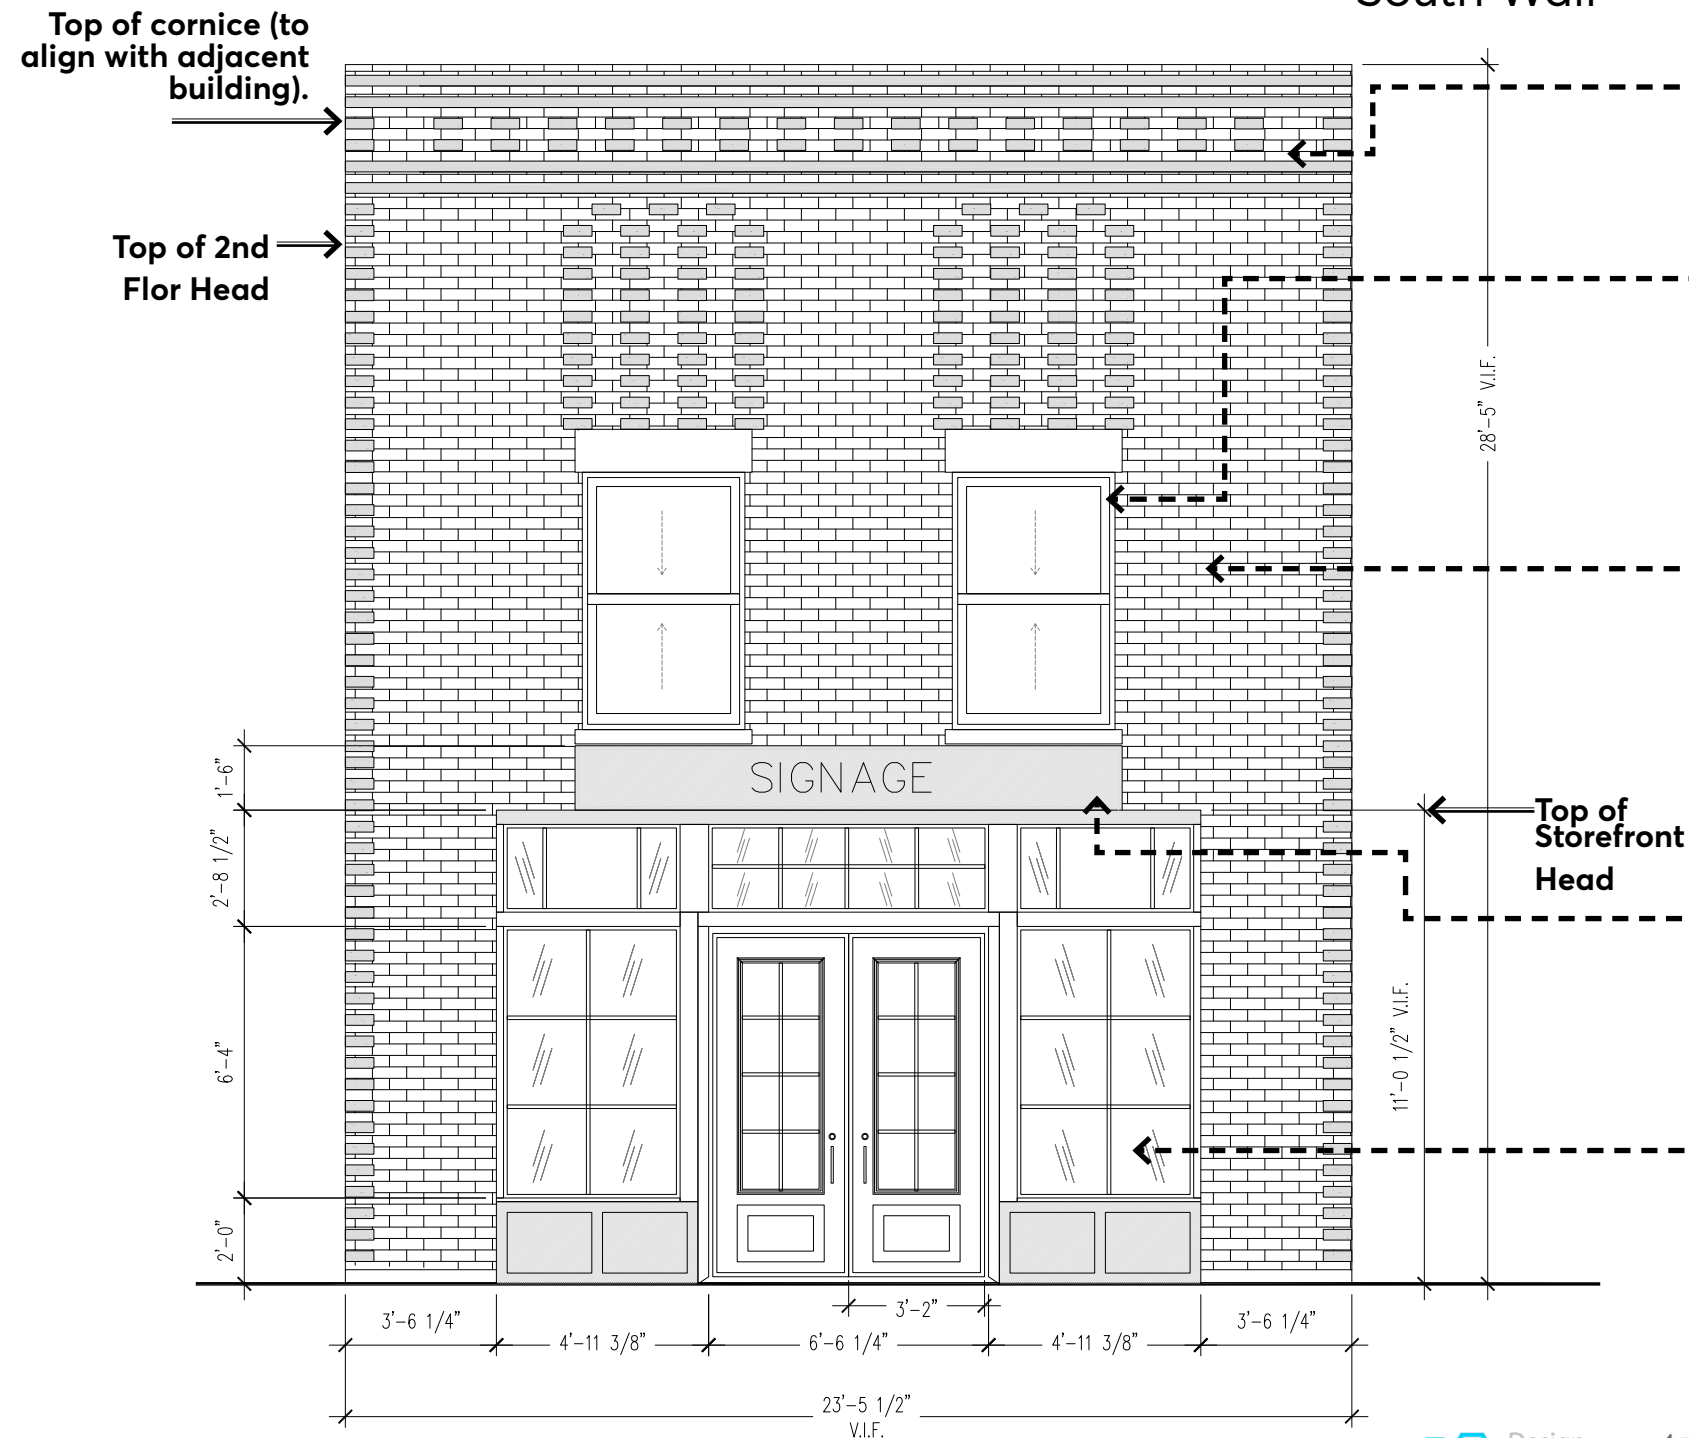 South Wall
Top of cornice (to
align with adjacent
building).
Top of 2nd
Flor Head
28'-5" V.I.F.
SIGNAGE
1'-6"
2'-8 1/2"
6'-4"
2'-0"
Top of
Storefront
Head
11'-0 1/2" V.I.F.
3'-2"
3'-6 1/4"
3'-6 1/4"
4'-11 3/8"
6'-6 1/4"
4'-11 3/8"
23'-5 1/2"
V.I.F.
Design